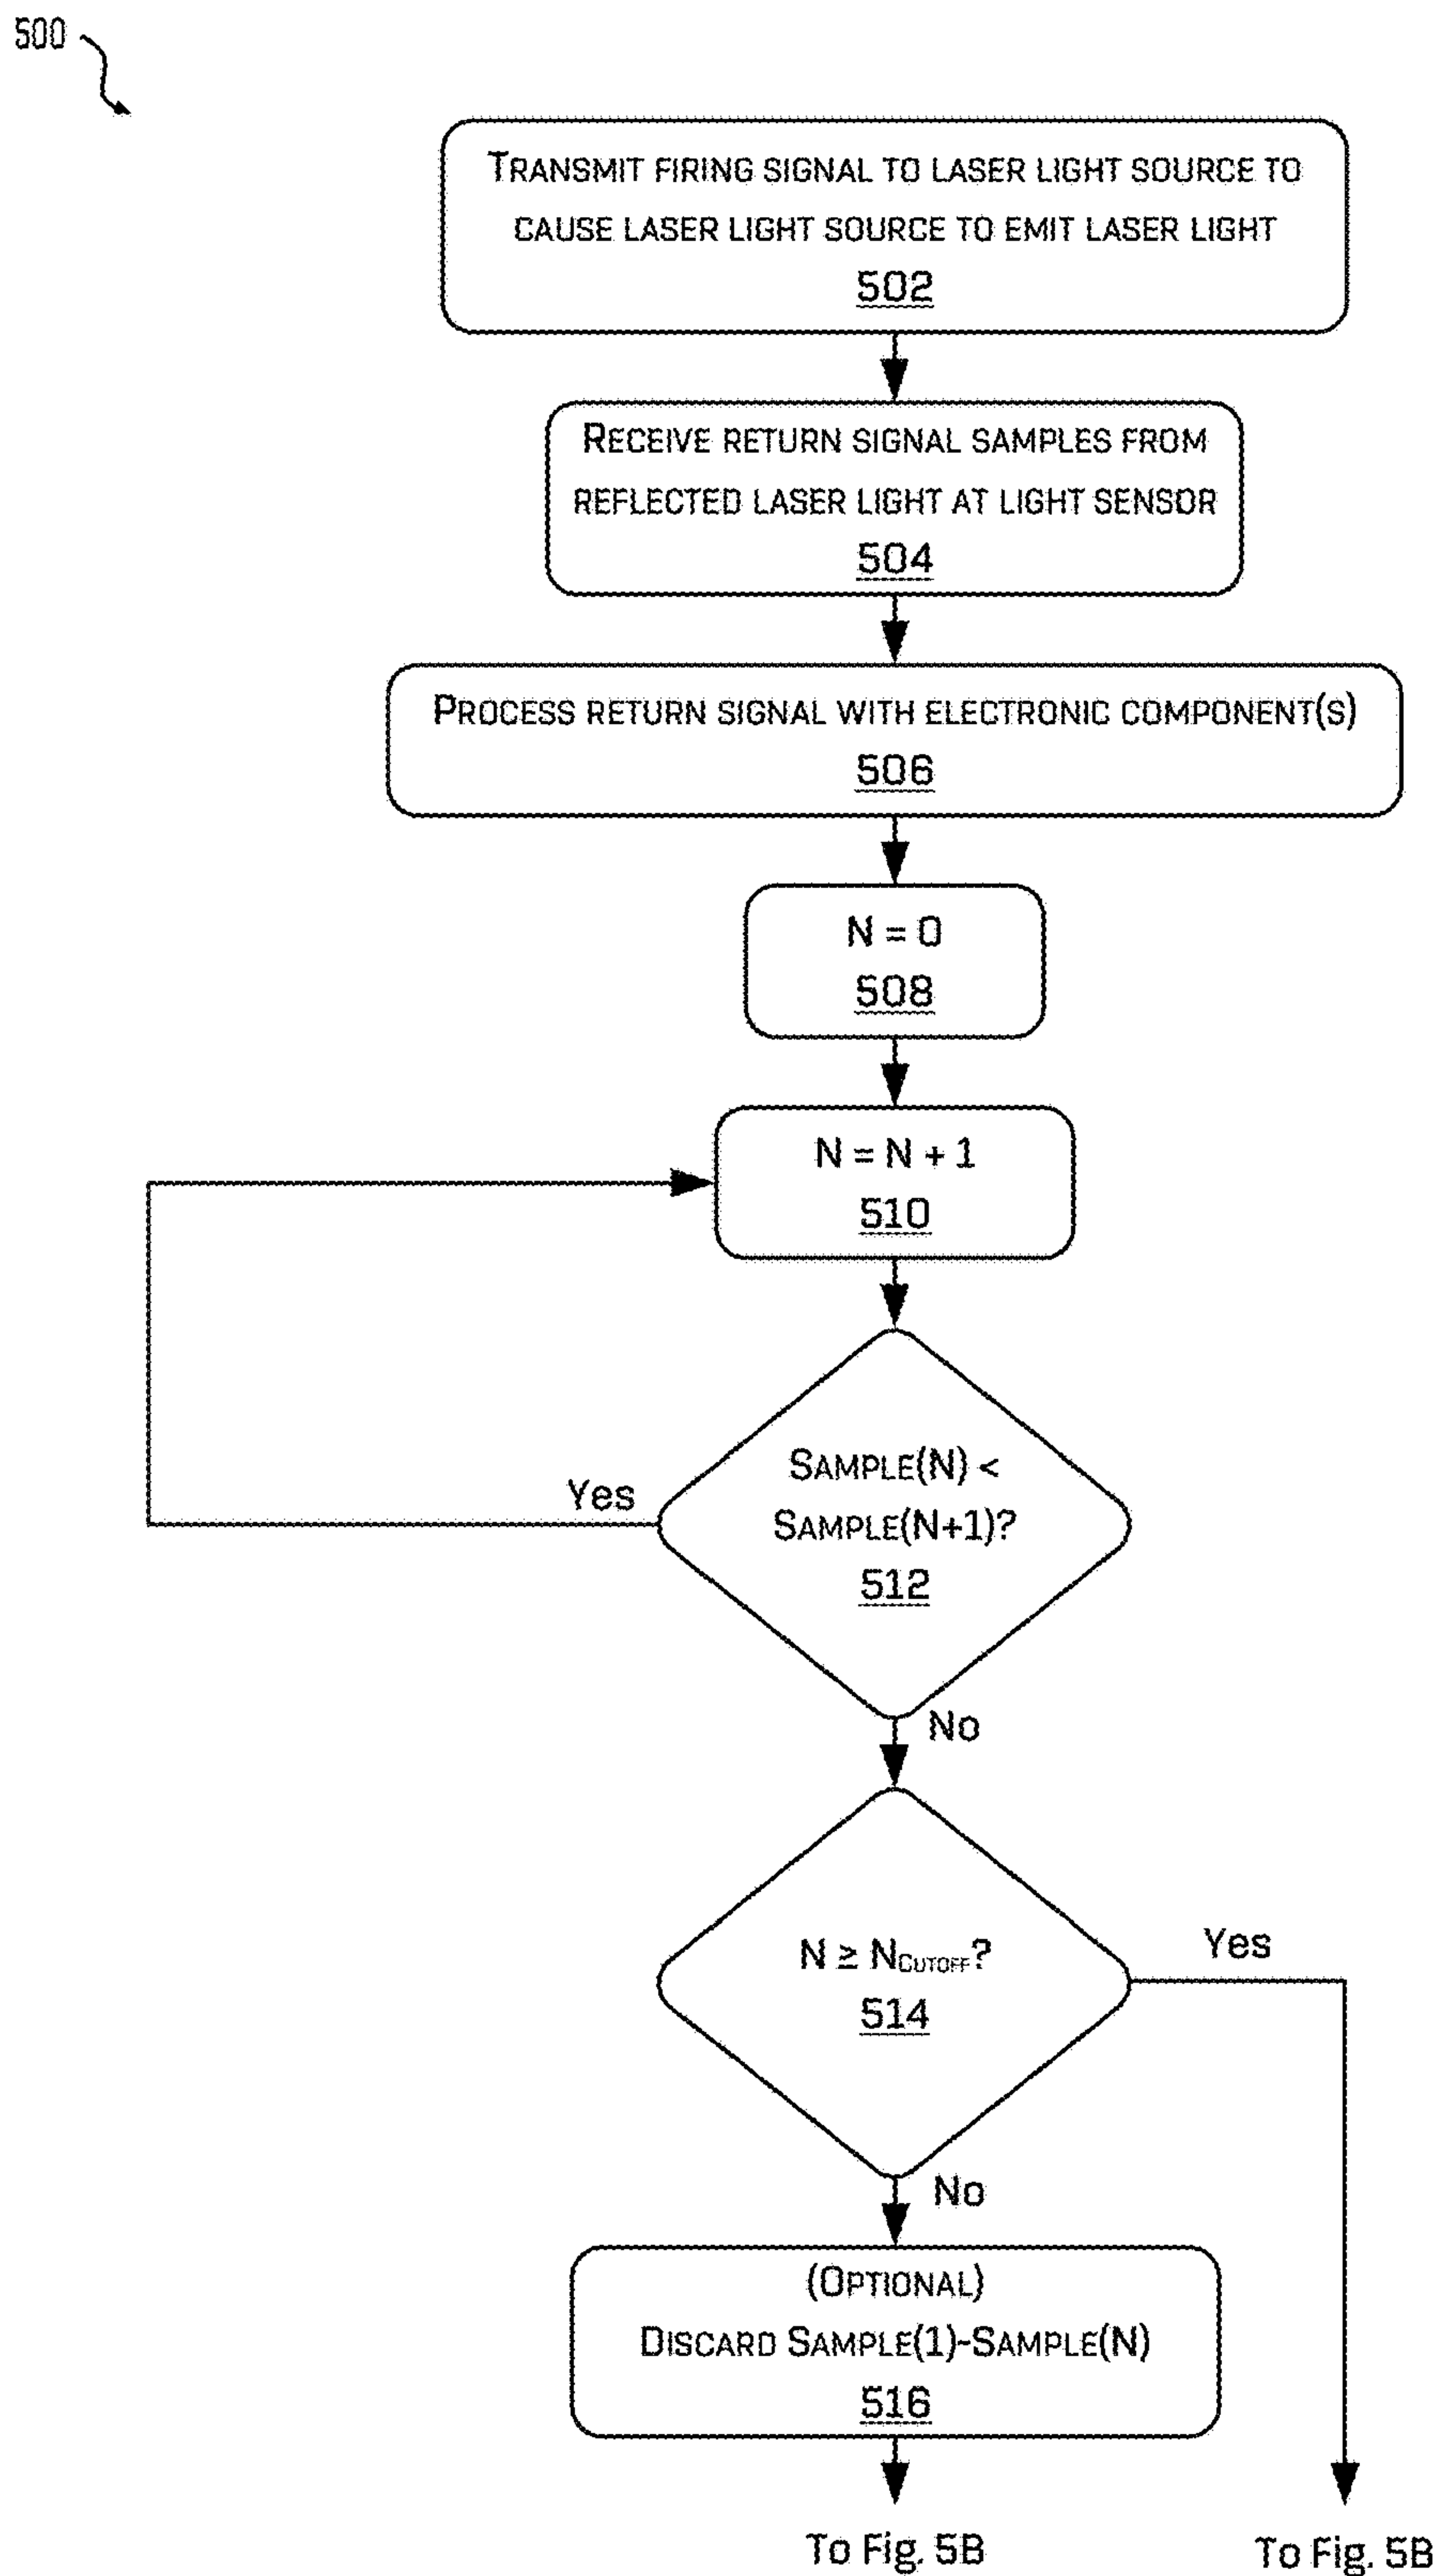 500
Transmit firing signal to laser light source to
cause laser light source to emit laser light
502
Receive return signal samples from
reflected laser light at light sensor
504
Process return signal with electronic component(s)
506
N = 0
508
N = N + 1
510
Sample(N) <
Sample(N+1)?
512
Yes
No
N ≥ NCutoff?
514
Yes
No
(Optional)
Discard Sample(1)-Sample(N)
516
To Fig. 5B
To Fig. 5B